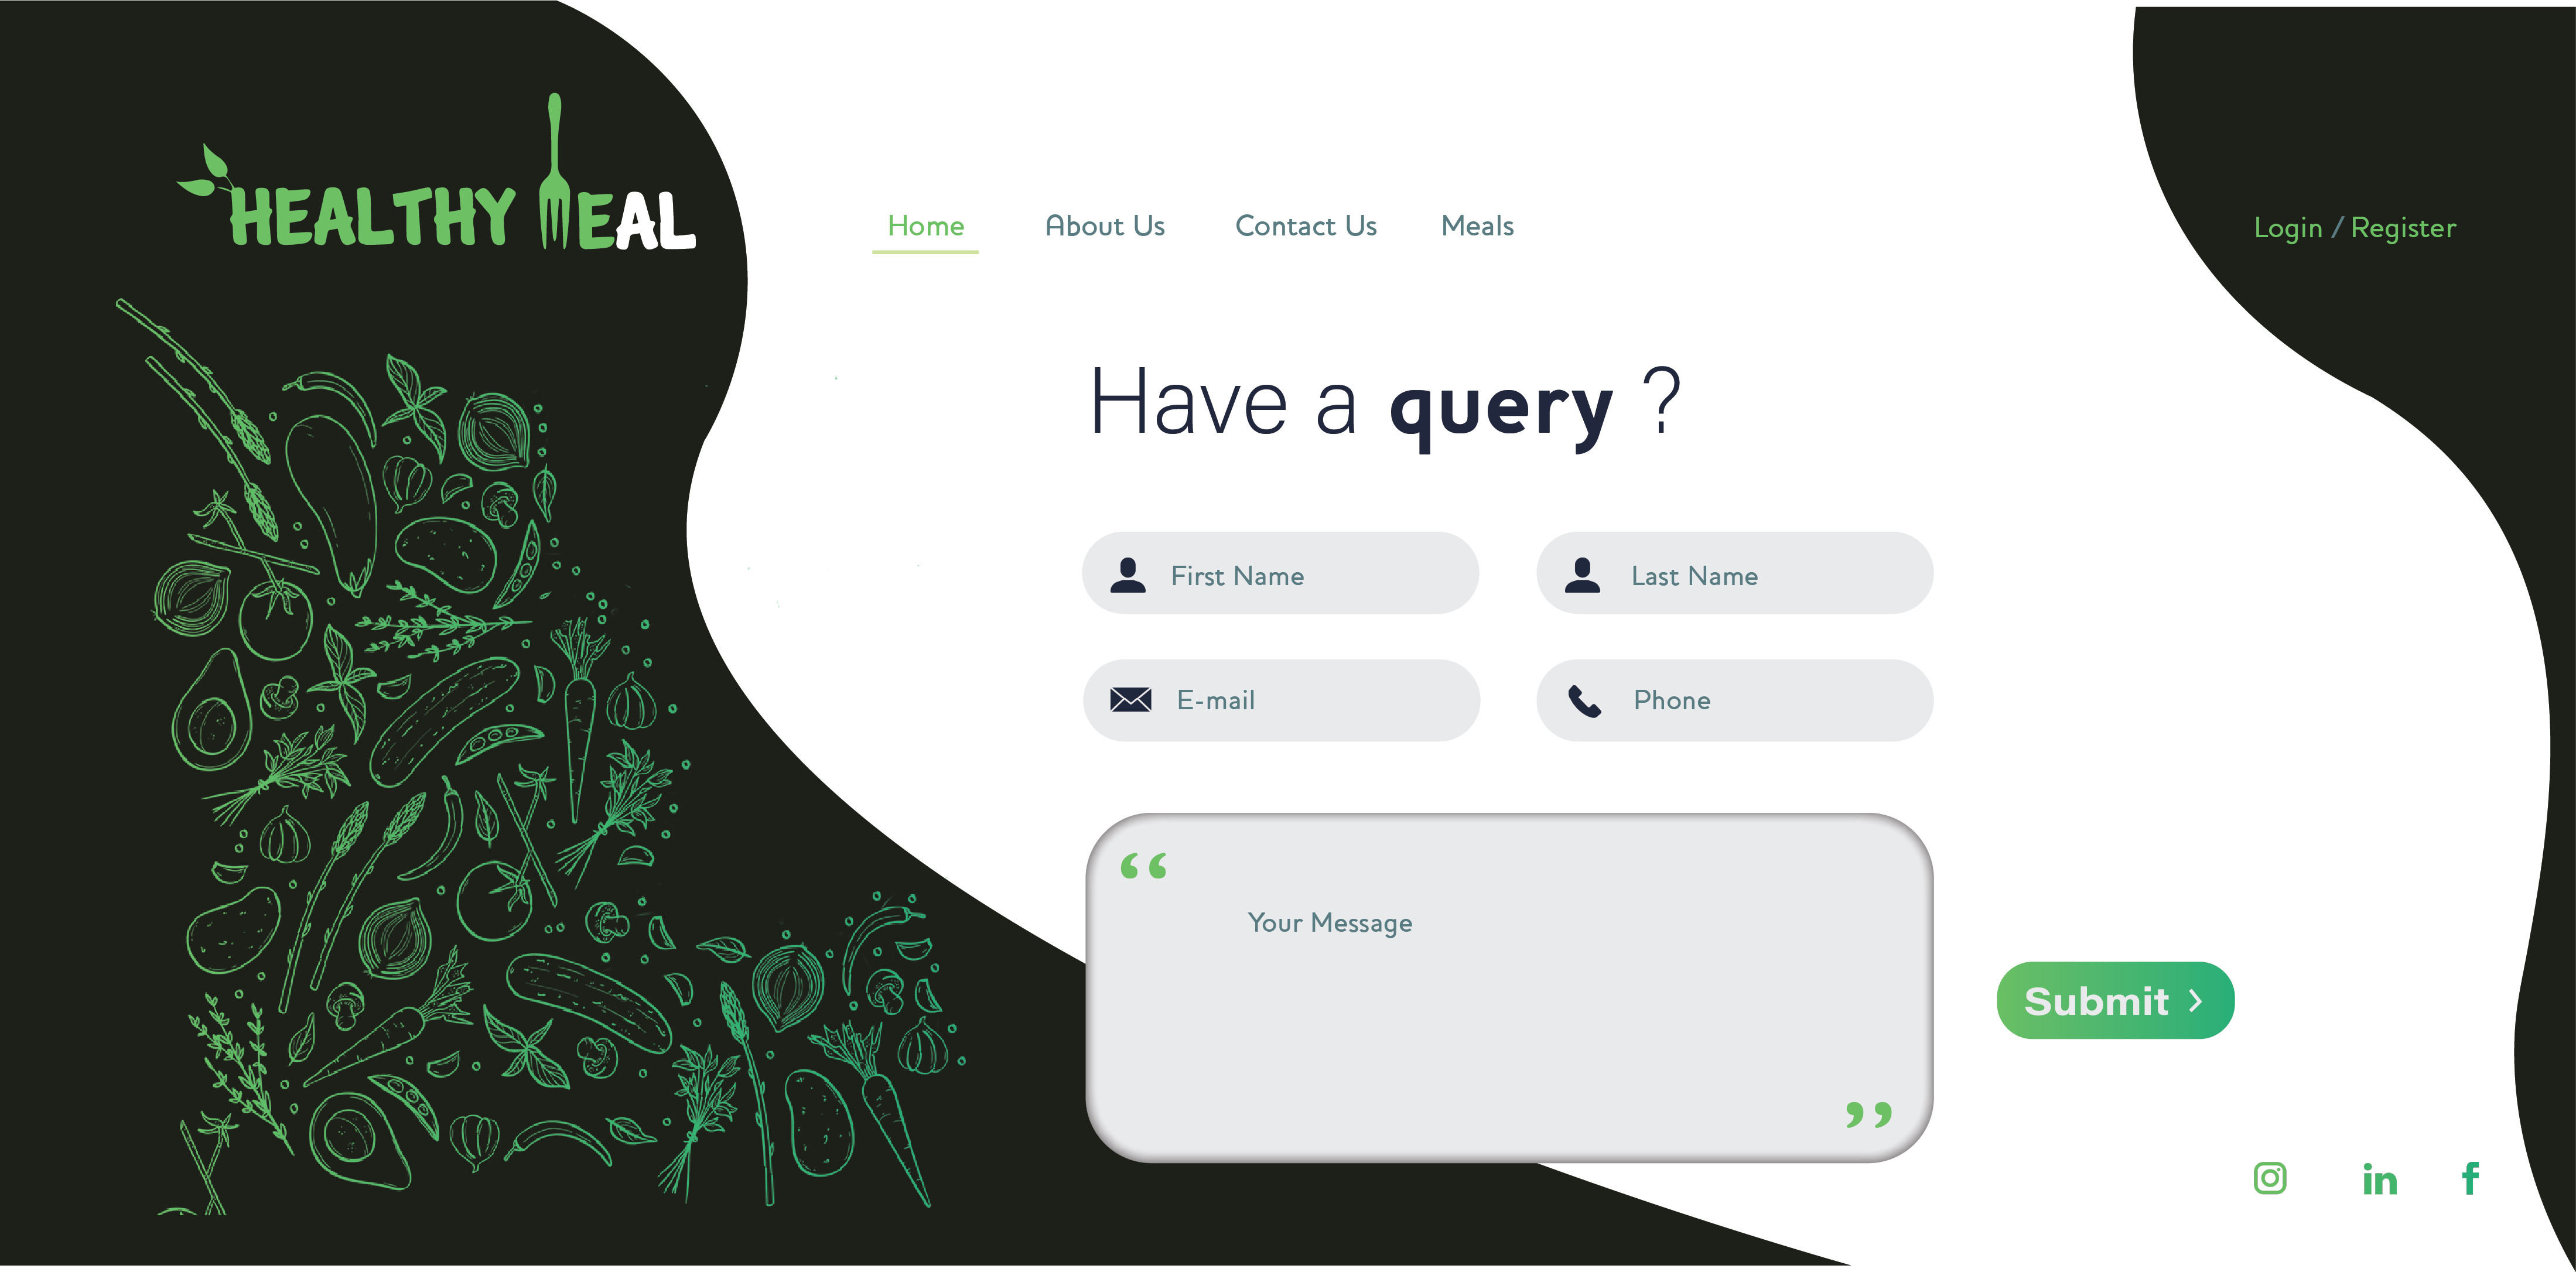 HEALTHY MEAL
Home About Us Contact Us Meals
Login / Register
Have a query ?
First Name
Last Name
E-mail
Phone
“
Your Message
”
Submit >
in
f